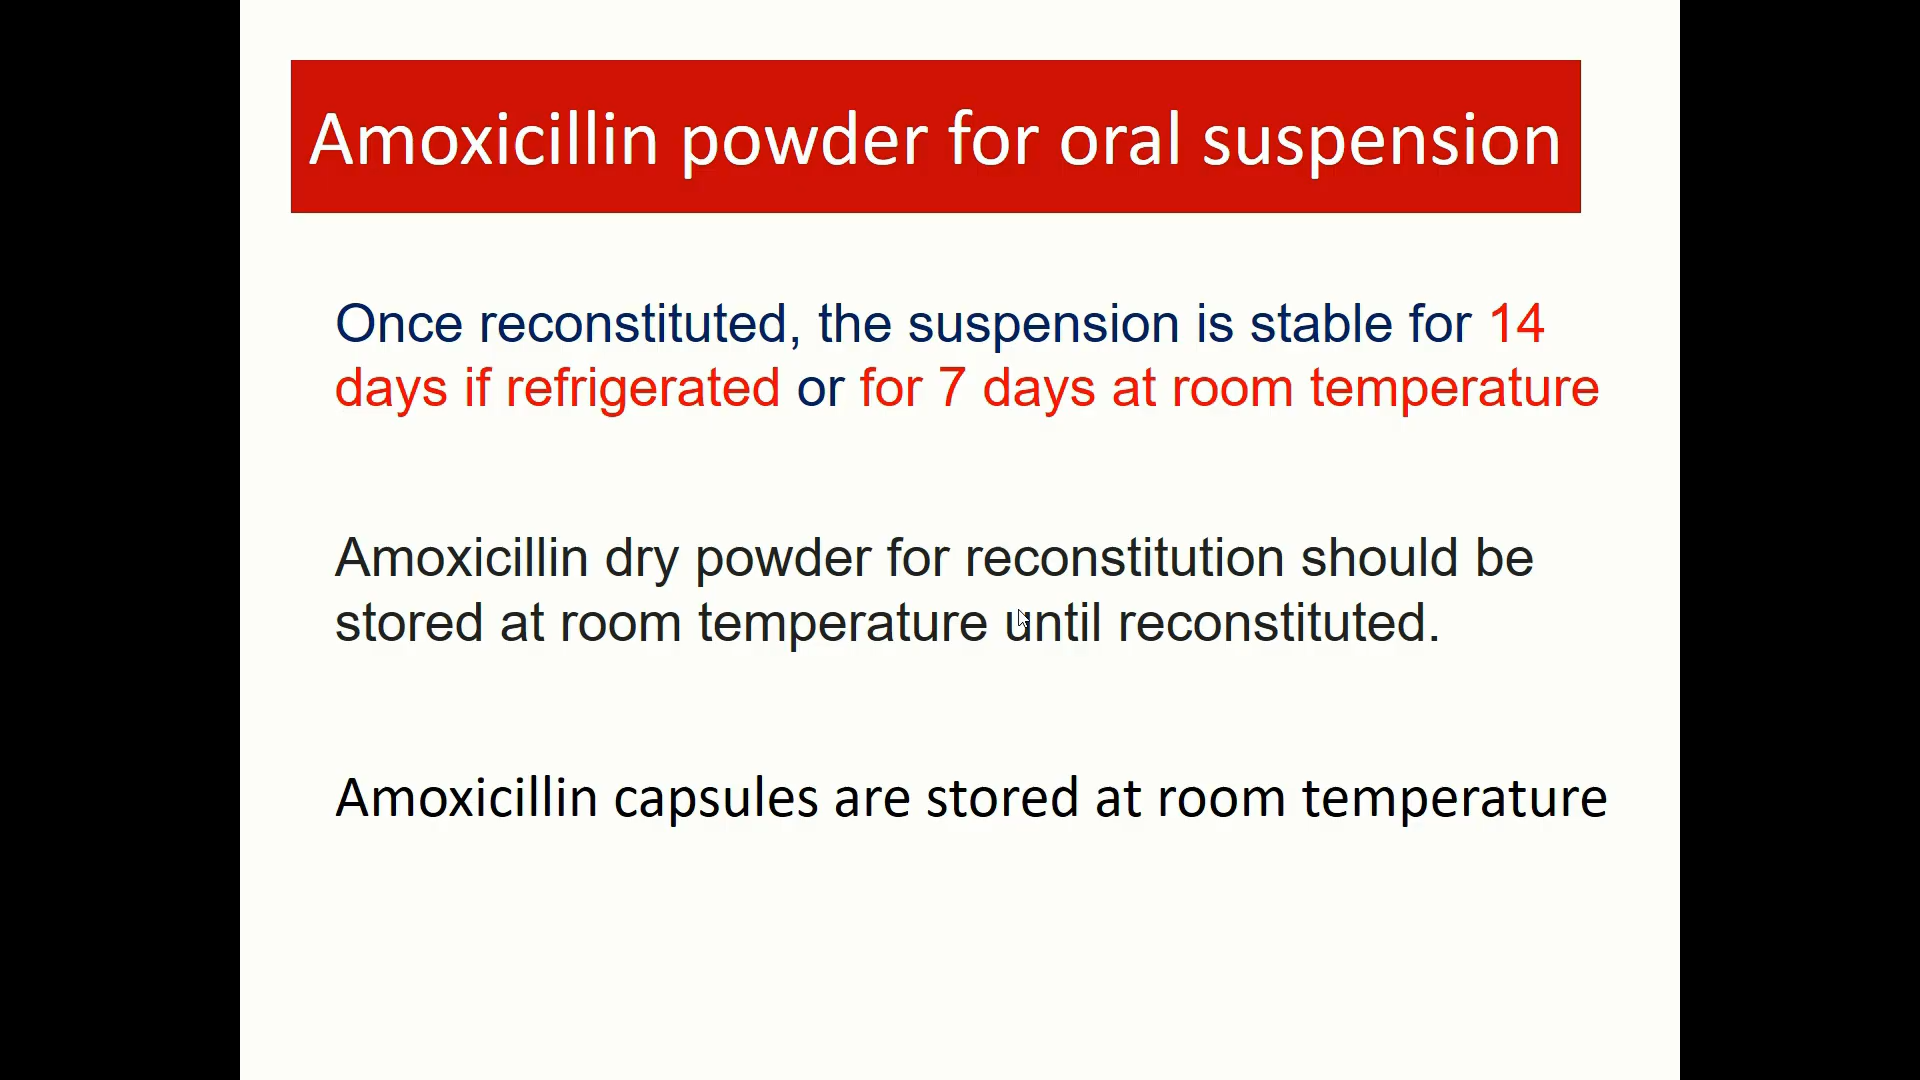 Amoxicillin powder for oral suspension
Once reconstituted, the suspension is stable for 14
days if refrigerated or for 7 days at room temperature
Amoxicillin dry powder for reconstitution should be
stored at room temperature until reconstituted.
Amoxicillin capsules are stored at room temperature